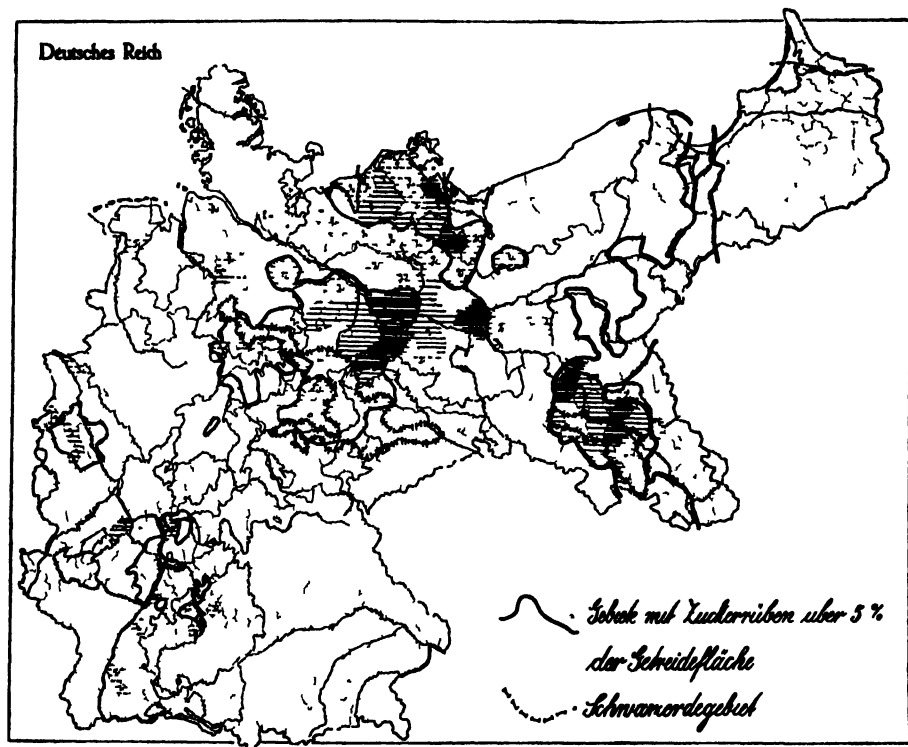 Deutsches Reich
Gebiete mit Zuckerrüben über 5 %
der Getreidefläche
Schwarzerdegebiet